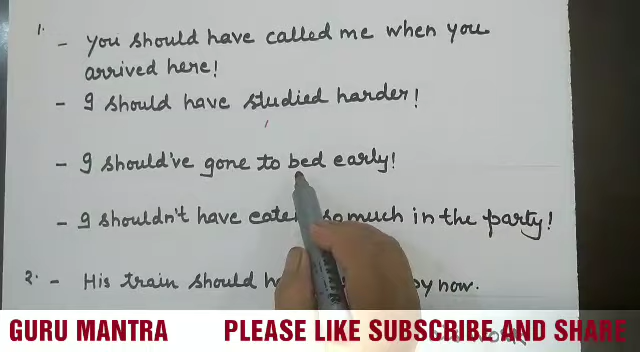 1.
- You should have called me when you
arrived here!
- I should have studied harder!
- I should've gone to bed early!
- I shouldn't have eaten so much in the party!
2. - His train should by now.
GURU MANTRA PLEASE LIKE SUBSCRIBE AND SHARE